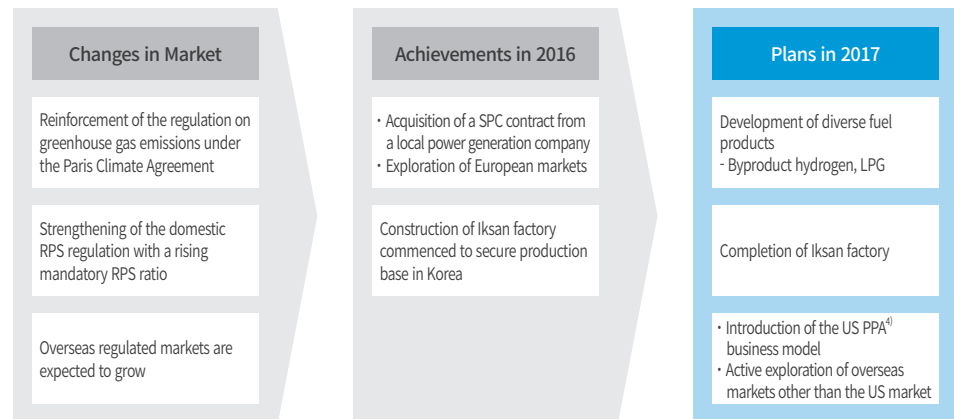 Changes in Market
Reinforcement of the regulation on
greenhouse gas emissions under
the Paris Climate Agreement
Strengthening of the domestic
RPS regulation with a rising
mandatory RPS ratio
Overseas regulated markets are
expected to grow
Achievements in 2016
・Acquisition of a SPC contract from
a local power generation company
・Exploration of European markets
Construction of Iksan factory
commenced to secure production
base in Korea
Plans in 2017
Development of diverse fuel
products
- Byproduct hydrogen, LPG
Completion of Iksan factory
・Introduction of the US PPA4)
business model
・Active exploration of overseas
markets other than the US market